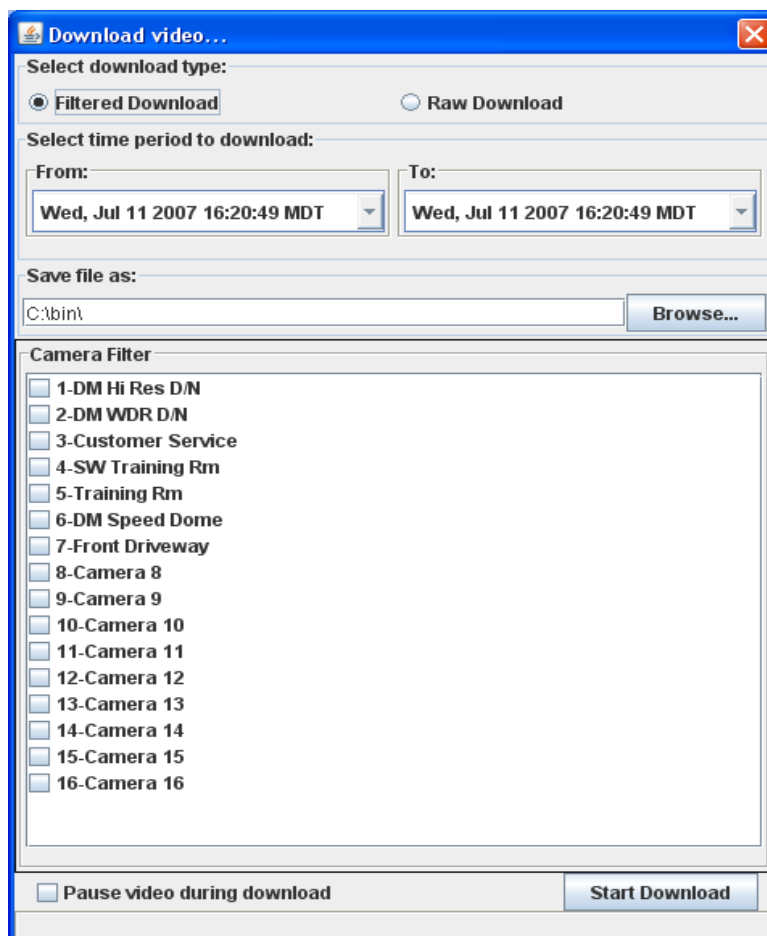 Download video...
Select download type:
Filtered Download Raw Download
Select time period to download:
From: To:
Wed, Jul 11 2007 16:20:49 MDT Wed, Jul 11 2007 16:20:49 MDT
Save file as:
C:\bin\ Browse...
Camera Filter
1-DM Hi Res D/N
2-DM WDR D/N
3-Customer Service
4-SW Training Rm
5-Training Rm
6-DM Speed Dome
7-Front Driveway
8-Camera 8
9-Camera 9
10-Camera 10
11-Camera 11
12-Camera 12
13-Camera 13
14-Camera 14
15-Camera 15
16-Camera 16
Pause video during download Start Download